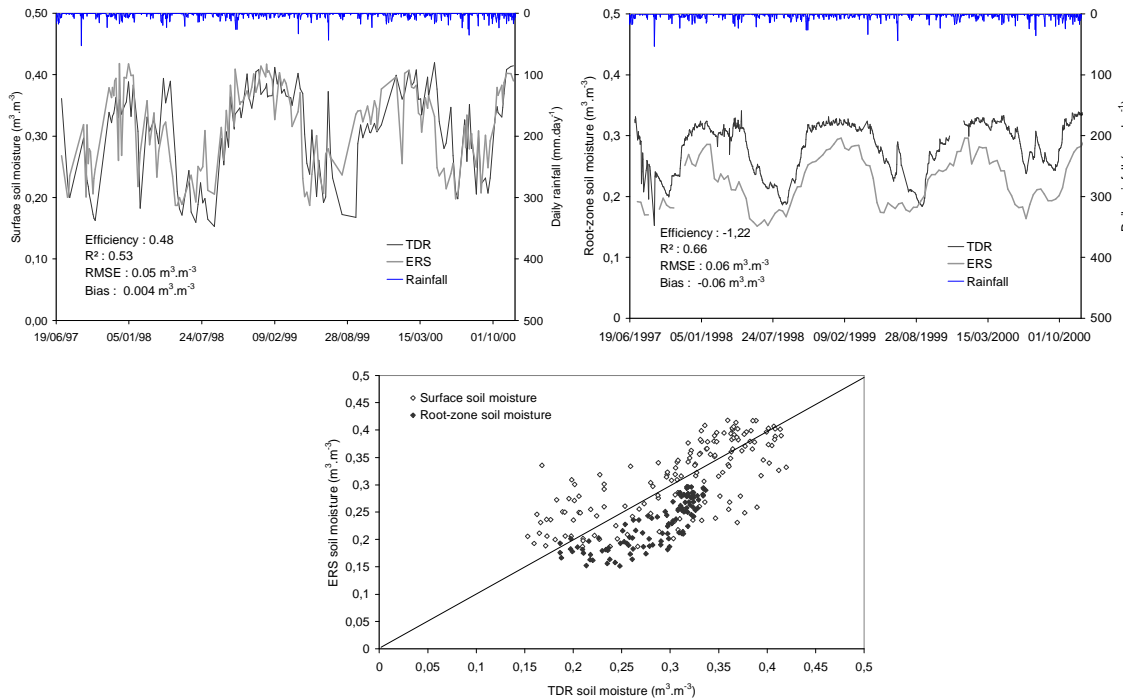 0,50
0,40
0,30
0,20
0,10
0,00
Surface soil moisture (m³.m⁻³)
0
100
200
300
400
500
Daily rainfall (mm.day⁻¹)
Efficiency : 0.48
R² : 0.53
RMSE : 0.05 m³.m⁻³
Bias : 0.004 m³.m⁻³
TDR
ERS
Rainfall
19/06/97 05/01/98 24/07/98 09/02/99 28/08/99 15/03/00 01/10/00
0,5
0,4
0,3
0,2
0,1
0
Root-zone soil moisture (m³.m⁻³)
0
100
200
300
400
500
Efficiency : -1,22
R² : 0.66
RMSE : 0.06 m³.m⁻³
Bias : -0.06 m³.m⁻³
TDR
ERS
Rainfall
19/06/1997 05/01/1998 24/07/1998 09/02/1999 28/08/1999 15/03/2000 01/10/2000
0,5
0,45
0,4
0,35
0,3
0,25
0,2
0,15
0,1
0,05
0
ERS soil moisture (m³.m⁻³)
Surface soil moisture
Root-zone soil moisture
0 0,05 0,1 0,15 0,2 0,25 0,3 0,35 0,4 0,45 0,5
TDR soil moisture (m³.m⁻³)